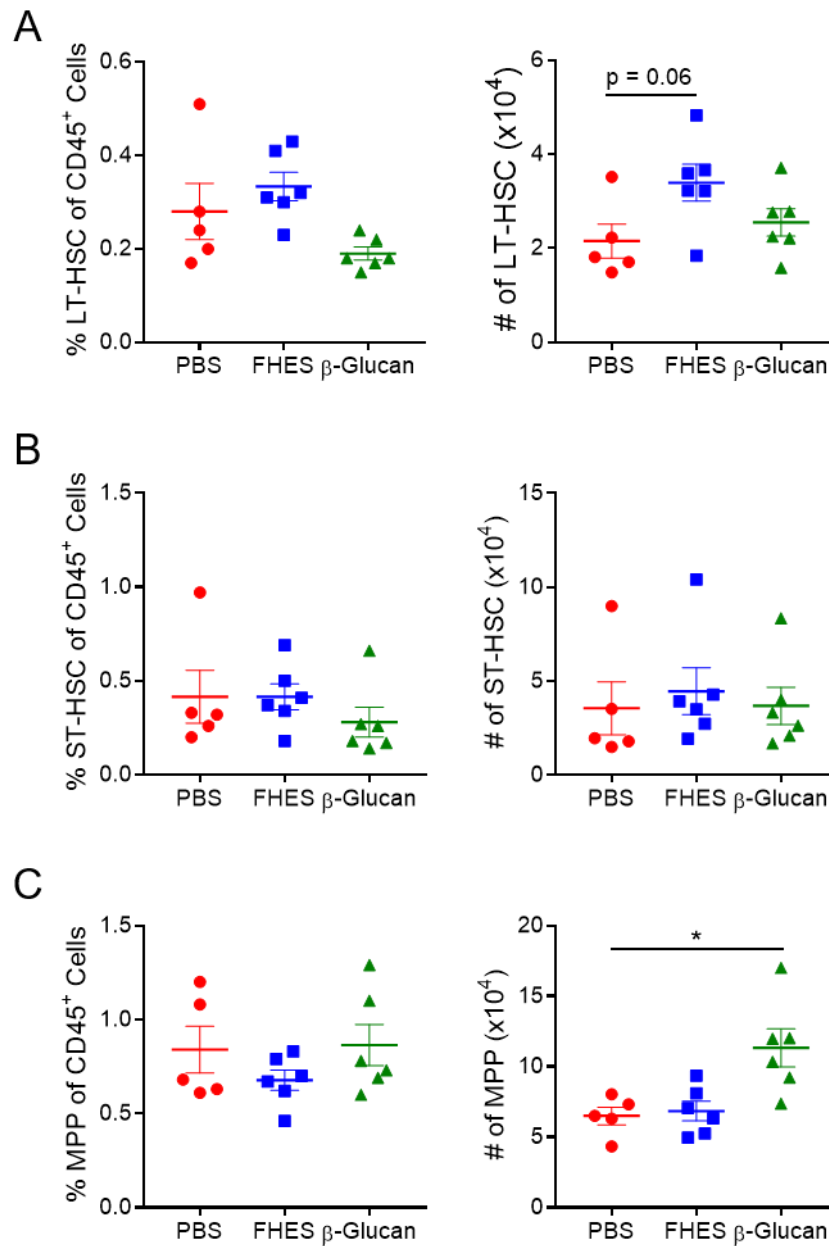 A
% LT-HSC of CD45⁺ Cells
0.6
0.4
0.2
0.0
PBS FHES β-Glucan
# of LT-HSC (x10⁴)
6
4
2
0
p = 0.06
PBS FHES β-Glucan
B
% ST-HSC of CD45⁺ Cells
1.5
1.0
0.5
0.0
PBS FHES β-Glucan
# of ST-HSC (x10⁴)
15
10
5
0
PBS FHES β-Glucan
C
% MPP of CD45⁺ Cells
1.5
1.0
0.5
0.0
PBS FHES β-Glucan
# of MPP (x10⁴)
20
15
10
5
0
*
PBS FHES β-Glucan